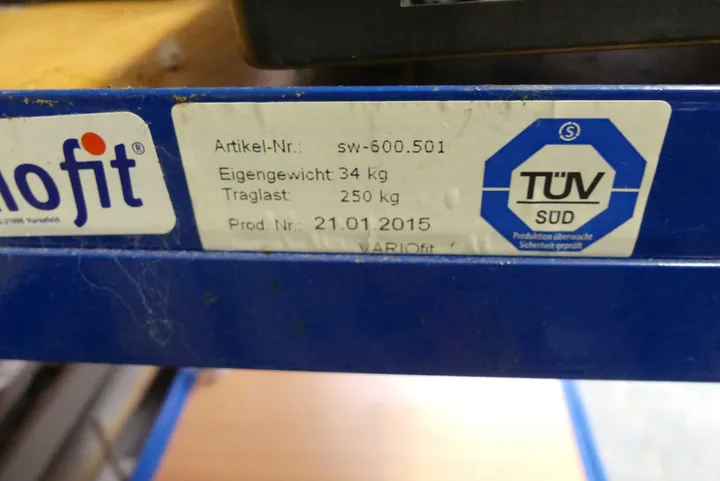 iofit®
Artikel-Nr.: sw-600.501
Eigengewicht: 34 kg
Traglast: 250 kg
Prod. Nr.: 21.01.2015
VARIOfit
S
TÜV
SÜD
Produktion überwacht
Sicherheit geprüft